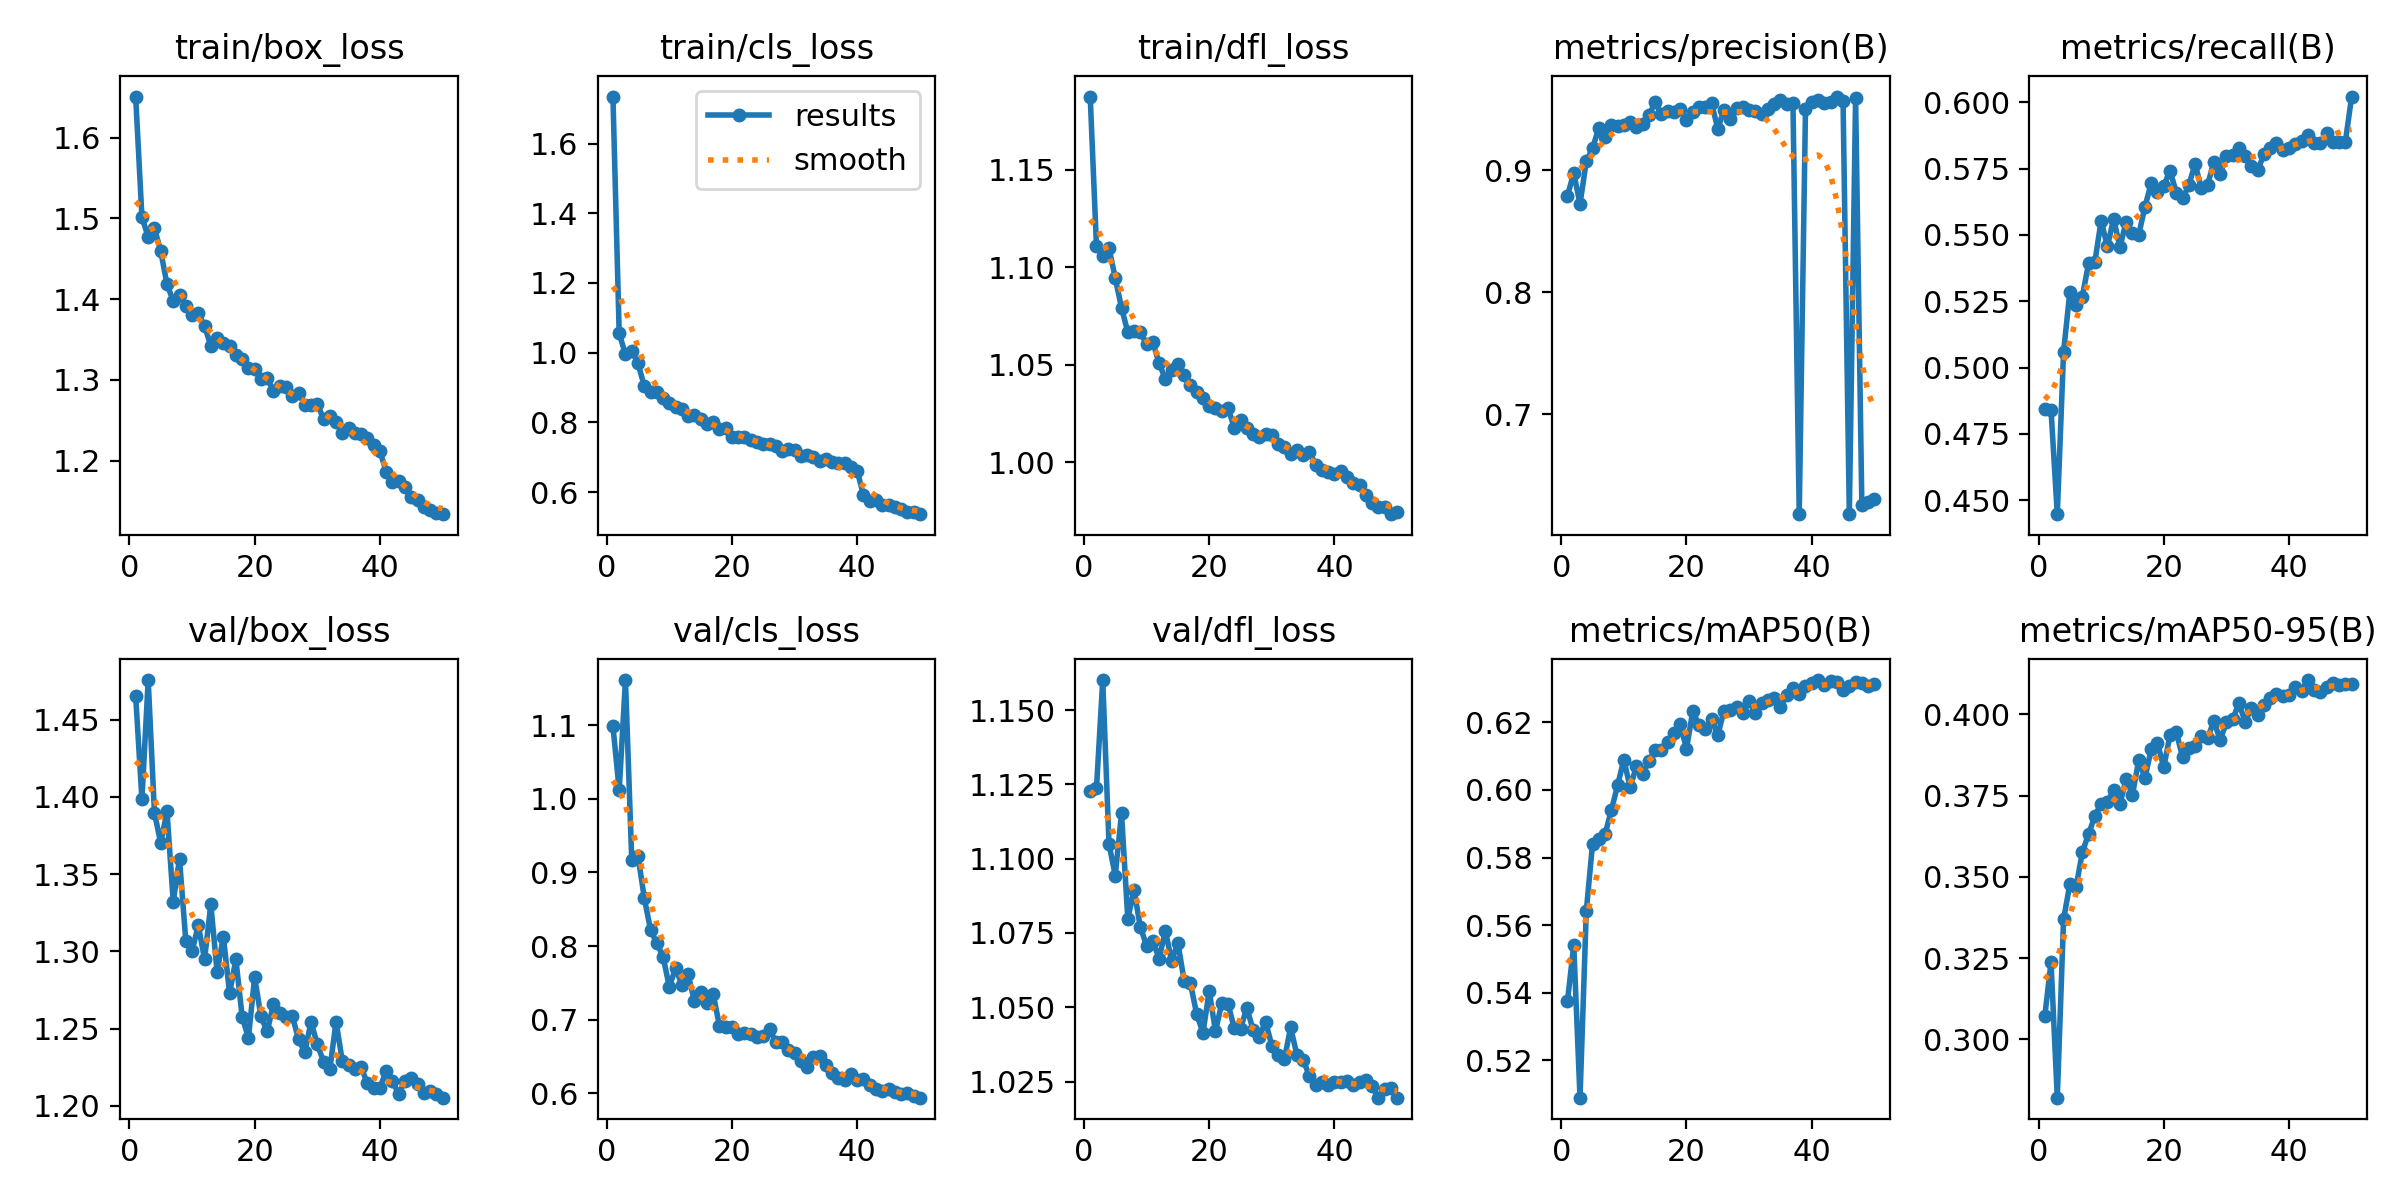 train/box_loss
train/cls_loss
train/dfl_loss
metrics/precision(B)
metrics/recall(B)
1.6
1.5
1.4
1.3
1.2
0 20 40
results
smooth
1.6
1.4
1.2
1.0
0.8
0.6
0 20 40
1.15
1.10
1.05
1.00
0 20 40
0.9
0.8
0.7
0 20 40
0.600
0.575
0.550
0.525
0.500
0.475
0.450
0 20 40
val/box_loss
val/cls_loss
val/dfl_loss
metrics/mAP50(B)
metrics/mAP50-95(B)
1.45
1.40
1.35
1.30
1.25
1.20
0 20 40
1.1
1.0
0.9
0.8
0.7
0.6
0 20 40
1.150
1.125
1.100
1.075
1.050
1.025
0 20 40
0.62
0.60
0.58
0.56
0.54
0.52
0 20 40
0.400
0.375
0.350
0.325
0.300
0 20 40